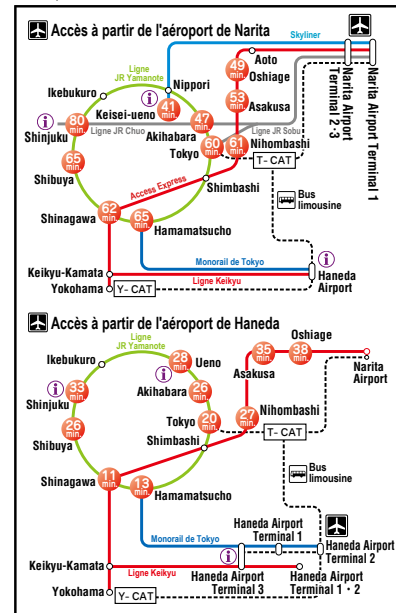 Accès à partir de l'aéroport de Narita
Skyliner
Ligne
JR Yamanote
Ikebukuro
Nippori
Aoto
49
min.
Oshiage
Keisei-ueno
41
min.
53
min.
Asakusa
Narita Airport
Terminal 2･3
Narita Airport Terminal 1
i
i
80
min.
Shinjuku
Ligne JR Chuo
47
min.
Akihabara
Ligne JR Sobu
60
min.
Tokyo
61
min.
Nihombashi
T- CAT
65
min.
Shibuya
Access Express
Shimbashi
Bus
limousine
62
min.
Shinagawa
65
min.
Hamamatsucho
Monorail de Tokyo
i
Haneda
Airport
Keikyu-Kamata
Ligne Keikyu
Yokohama
Y- CAT
Accès à partir de l'aéroport de Haneda
Ligne
JR Yamanote
Ikebukuro
28
min.
Ueno
i
35
min.
Asakusa
38
min.
Oshiage
Narita
Airport
i
33
min.
Shinjuku
Akihabara
26
min.
26
min.
Shibuya
Tokyo
20
min.
27
min.
Nihombashi
T- CAT
Shimbashi
Bus
limousine
11
min.
Shinagawa
13
min.
Hamamatsucho
Monorail de Tokyo
Haneda Airport
Terminal 1
Haneda Airport
Terminal 2
i
Keikyu-Kamata
Ligne Keikyu
Haneda Airport
Terminal 3
Haneda Airport
Terminal 1・2
Yokohama
Y- CAT